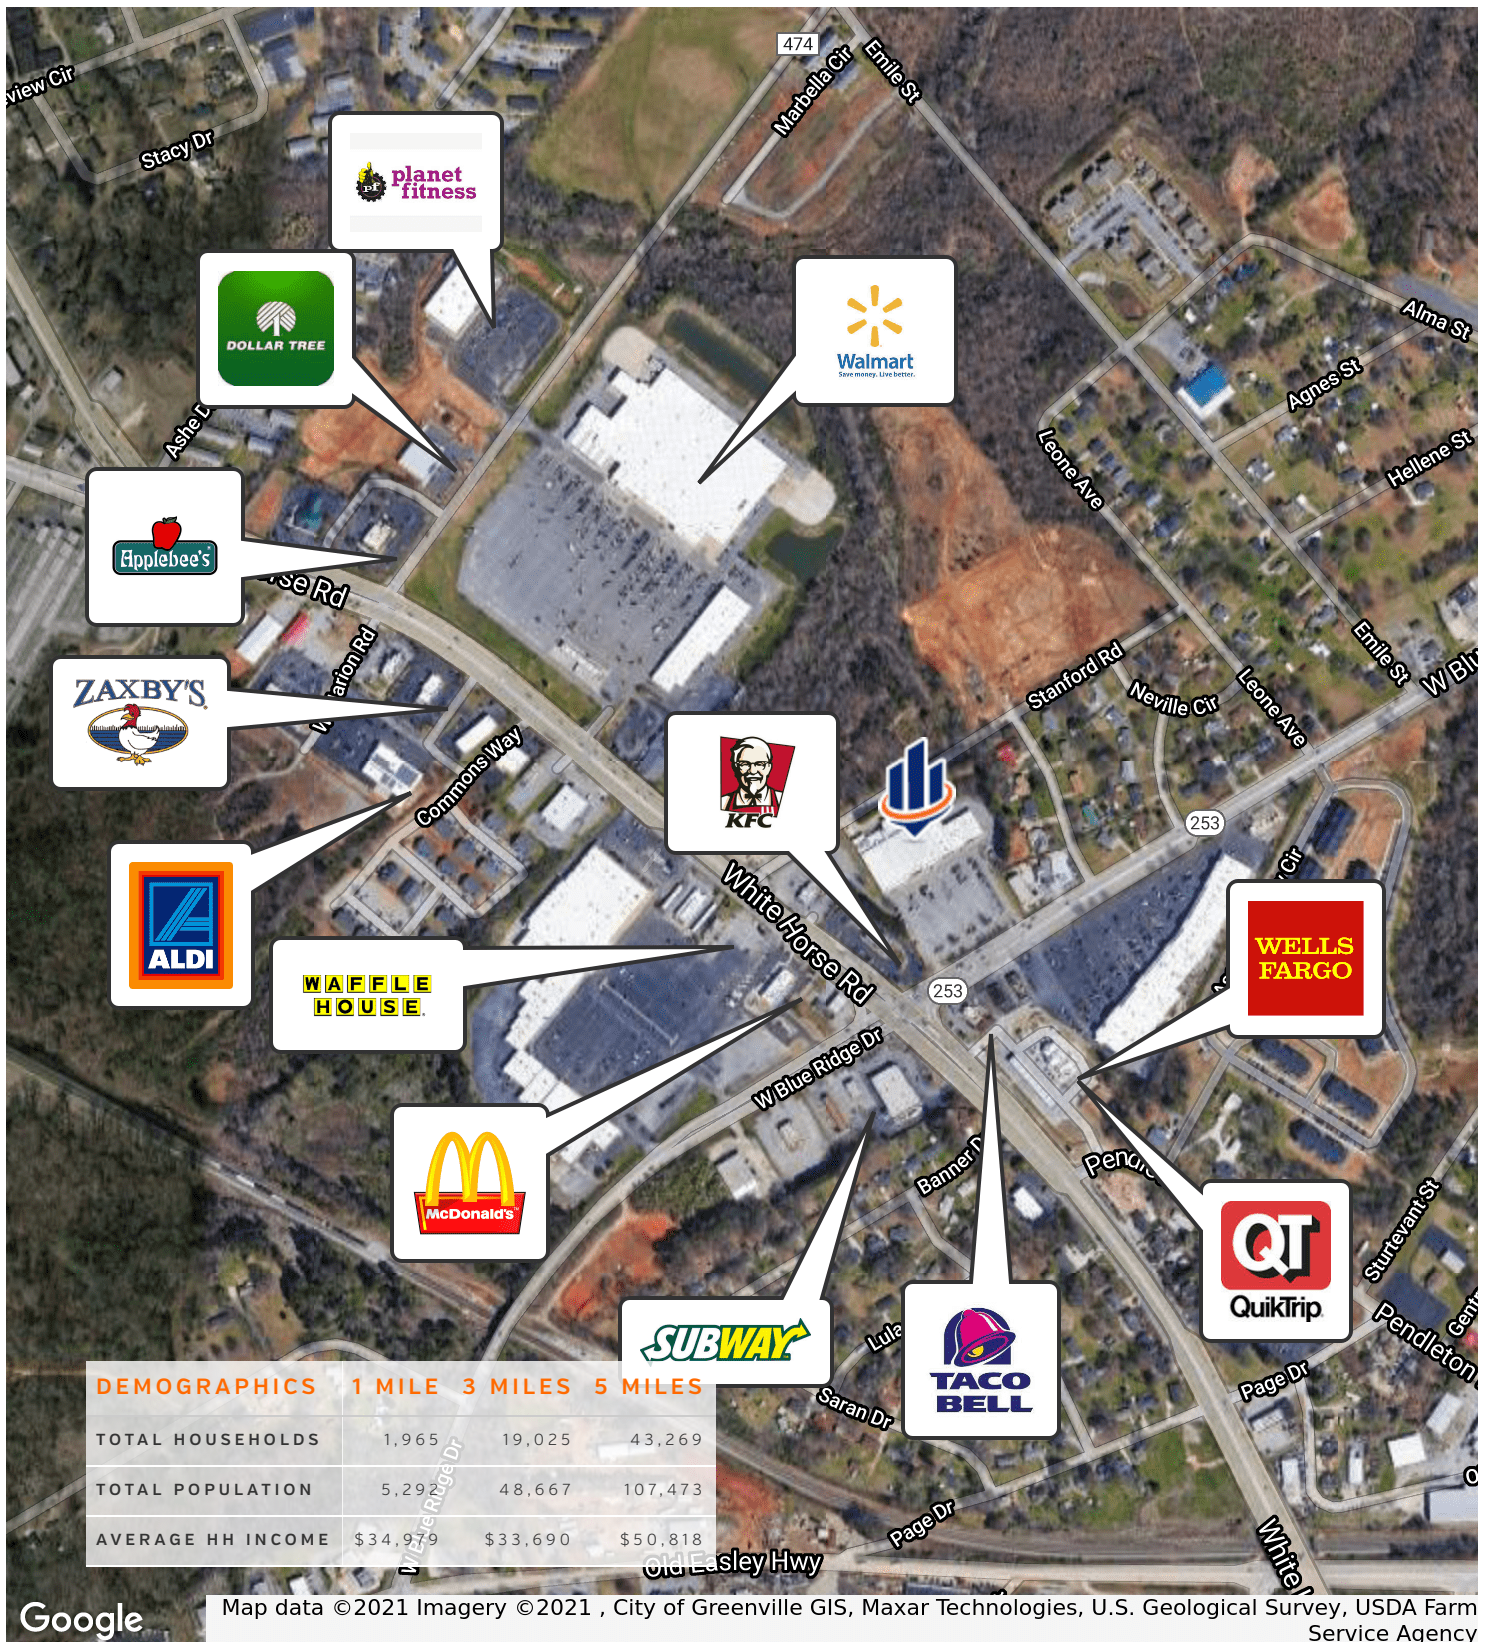 474
Marbella Cir
Emile St
view Cir
Stacy Dr
pf
planet
fitness
DOLLAR TREE
Walmart
Save money. Live better.
Alma St
Agnes St
Hellene St
Leone Ave
Ashe D
Applebee's
rse Rd
arion Rd
W
Stanford Rd
Neville Cir
Leone Ave
Emile St
W Blu
ZAXBY'S
Commons Way
KFC
253
ALDI
White Horse Rd
WAFFLE
HOUSE
253
WELLS
FARGO
W Blue Ridge Dr
Banner D
McDonald's
QT
QuikTrip
Sturtevant St
Pendleton
SUBWAY
TACO
BELL
Lula
Saran Dr
Page Dr
DEMOGRAPHICS 1 MILE 3 MILES 5 MILES
TOTAL HOUSEHOLDS 1,965 19,025 43,269
TOTAL POPULATION 5,292 48,667 107,473
AVERAGE HH INCOME $34,979 $33,690 $50,818
W Blue Ridge Dr
Page Dr
Old Easley Hwy
White
Google
Map data ©2021 Imagery ©2021 , City of Greenville GIS, Maxar Technologies, U.S. Geological Survey, USDA Farm
Service Agency